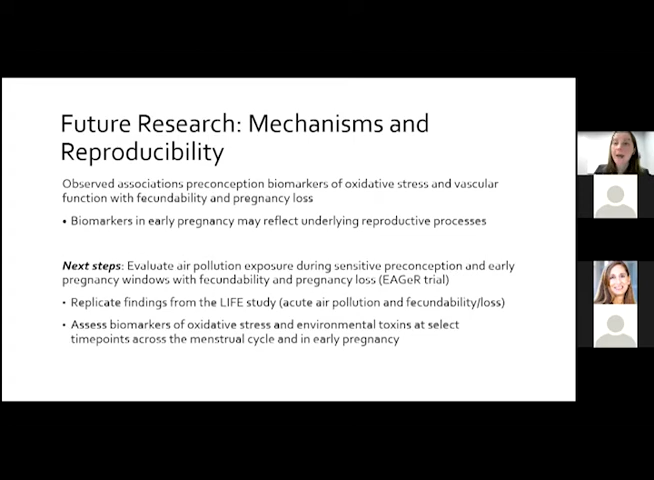 Future Research: Mechanisms and
Reproducibility
Observed associations preconception biomarkers of oxidative stress and vascular
function with fecundability and pregnancy loss
• Biomarkers in early pregnancy may reflect underlying reproductive processes
Next steps: Evaluate air pollution exposure during sensitive preconception and early
pregnancy windows with fecundability and pregnancy loss (EAGeR trial)
• Replicate findings from the LIFE study (acute air pollution and fecundability/loss)
• Assess biomarkers of oxidative stress and environmental toxins at select
timepoints across the menstrual cycle and in early pregnancy